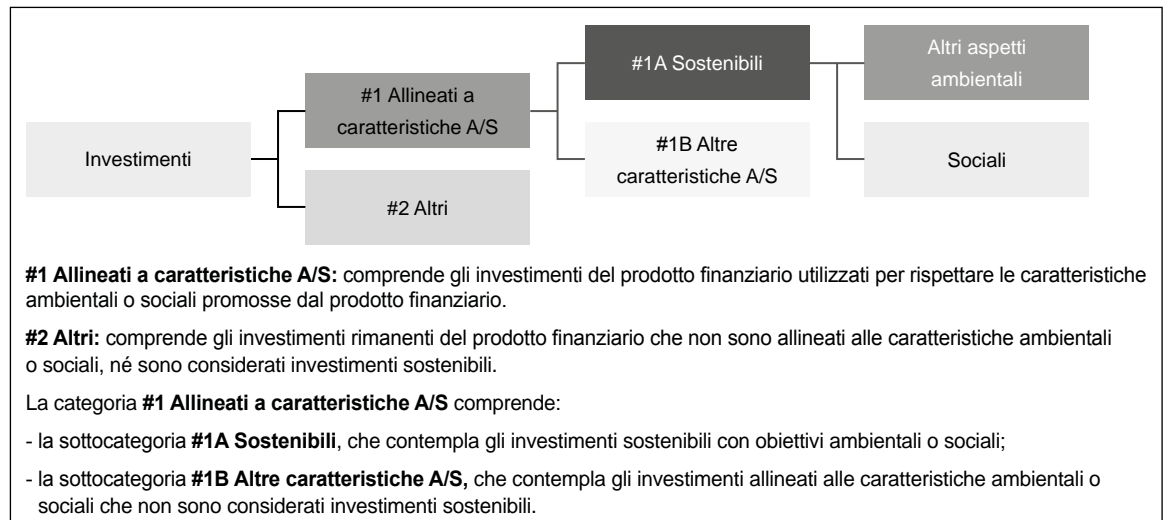 Investimenti
#1 Allineati a
caratteristiche A/S
#2 Altri
#1A Sostenibili
#1B Altre
caratteristiche A/S
Altri aspetti
ambientali
Sociali
#1 Allineati a caratteristiche A/S: comprende gli investimenti del prodotto finanziario utilizzati per rispettare le caratteristiche
ambientali o sociali promosse dal prodotto finanziario.
#2 Altri: comprende gli investimenti rimanenti del prodotto finanziario che non sono allineati alle caratteristiche ambientali
o sociali, né sono considerati investimenti sostenibili.
La categoria #1 Allineati a caratteristiche A/S comprende:
- la sottocategoria #1A Sostenibili, che contempla gli investimenti sostenibili con obiettivi ambientali o sociali;
- la sottocategoria #1B Altre caratteristiche A/S, che contempla gli investimenti allineati alle caratteristiche ambientali o
sociali che non sono considerati investimenti sostenibili.